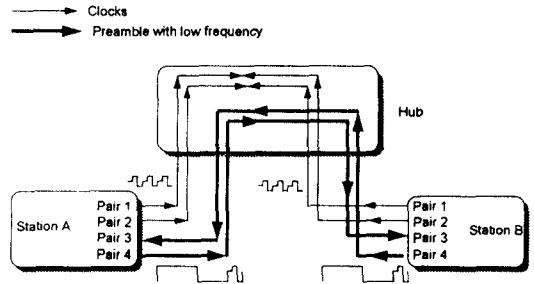 Clocks
Preamble with low frequency
Hub
Station A
Pair 1
Pair 2
Pair 3
Pair 4
Pair 1
Pair 2
Pair 3
Pair 4
Station B